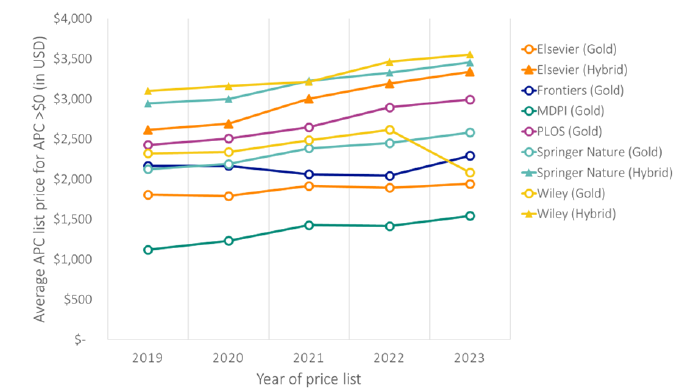 $4,000
$3,500
$3,000
$2,500
$2,000
$1,500
$1,000
$500
$-
Average APC list price for APC >$0 (in USD)
2019 2020 2021 2022 2023
Year of price list
Elsevier (Gold)
Elsevier (Hybrid)
Frontiers (Gold)
MDPI (Gold)
PLOS (Gold)
Springer Nature (Gold)
Springer Nature (Hybrid)
Wiley (Gold)
Wiley (Hybrid)